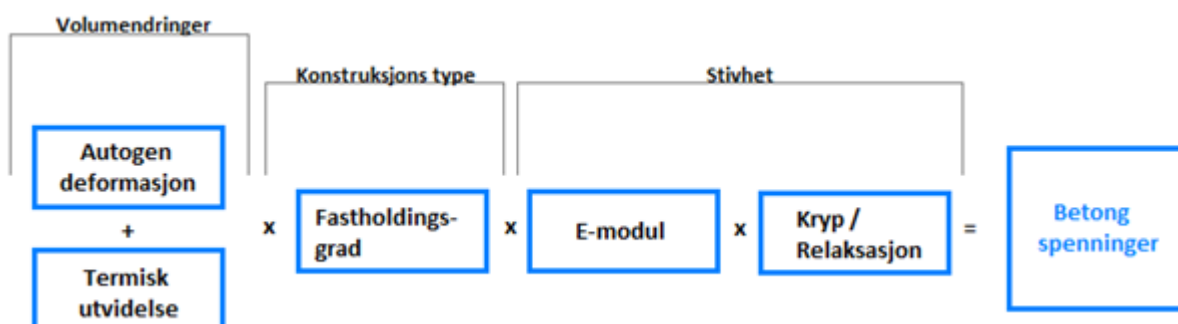 Volumendringer
Konstruksjons type
Stivhet
Autogen
deformasjon
+
Termisk
utvidelse
x
Fastholdings-
grad
x
E-modul
x
Kryp /
Relaksasjon
=
Betong
spenninger